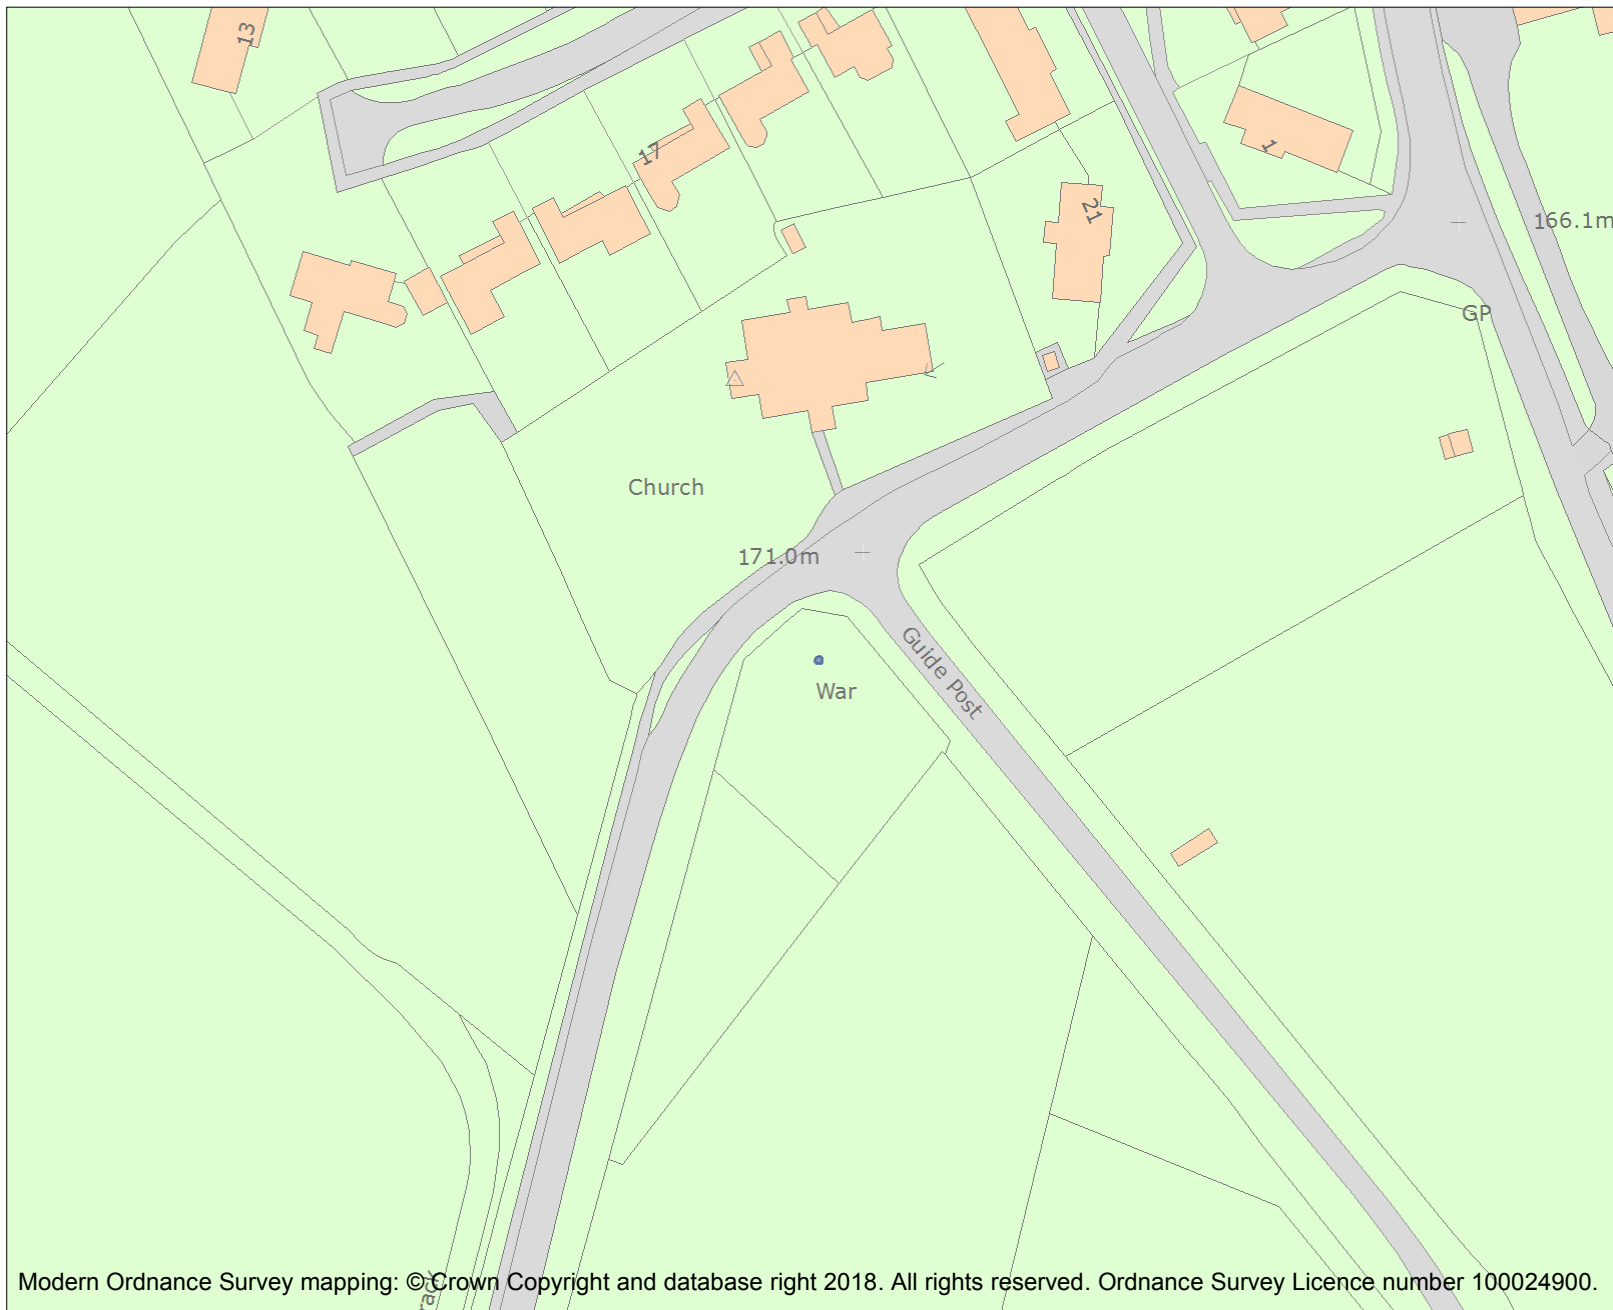 13
17
1
21
166.1m
GP
Church
171.0m
Guide Post
War
Modern Ordnance Survey mapping: © Crown Copyright and database right 2018. All rights reserved. Ordnance Survey Licence number 100024900.